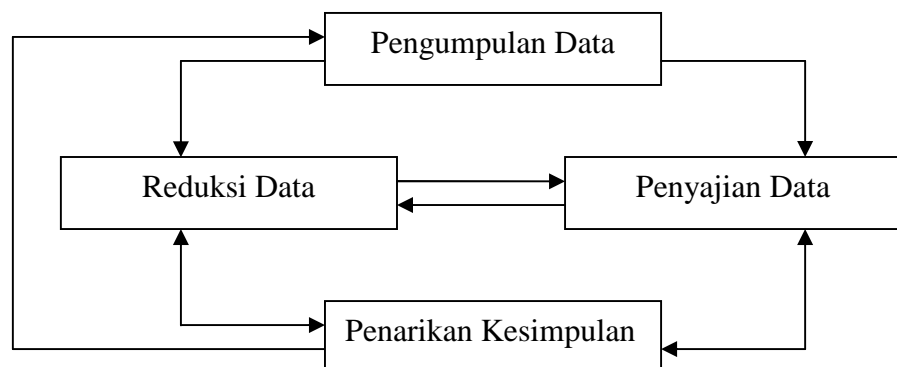 Pengumpulan Data
Reduksi Data
Penyajian Data
Penarikan Kesimpulan